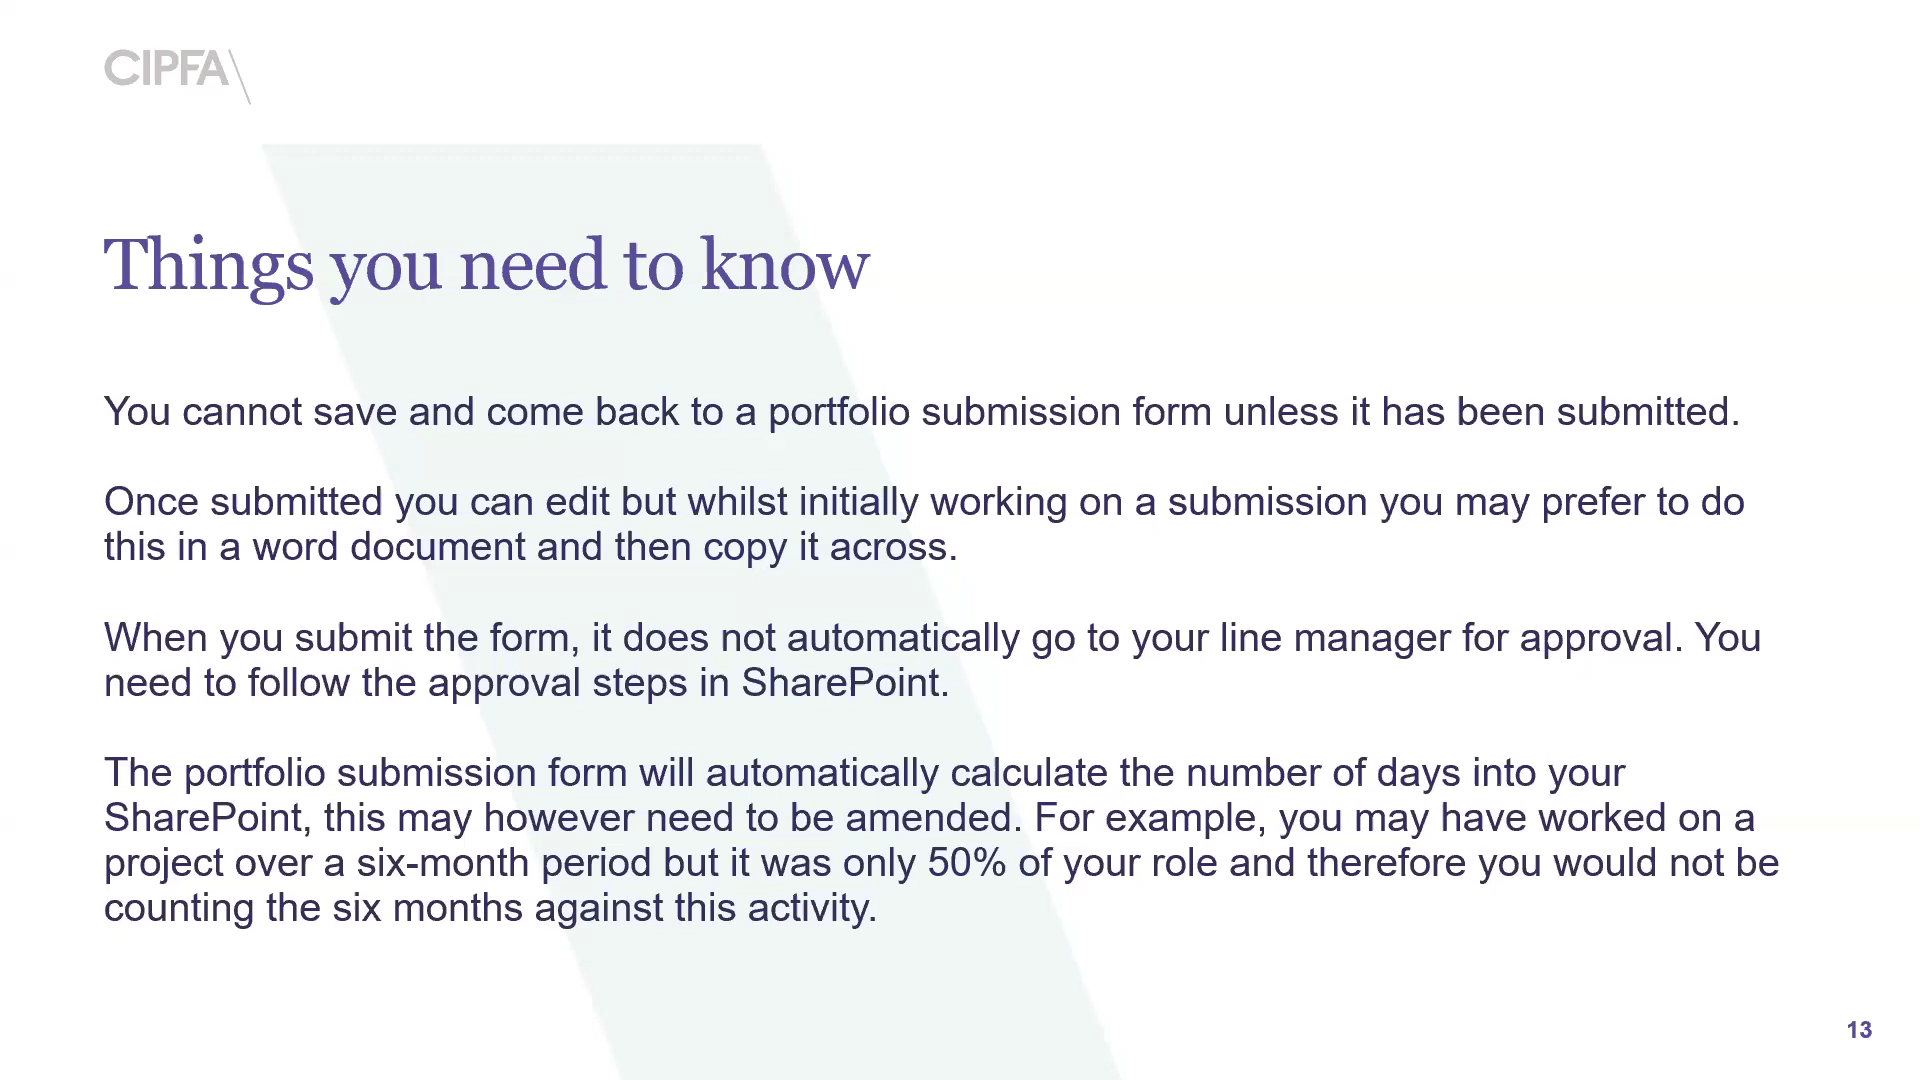 CIPFA
Things you need to know
You cannot save and come back to a portfolio submission form unless it has been submitted.
Once submitted you can edit but whilst initially working on a submission you may prefer to do
this in a word document and then copy it across.
When you submit the form, it does not automatically go to your line manager for approval. You
need to follow the approval steps in SharePoint.
The portfolio submission form will automatically calculate the number of days into your
SharePoint, this may however need to be amended. For example, you may have worked on a
project over a six-month period but it was only 50% of your role and therefore you would not be
counting the six months against this activity.
13